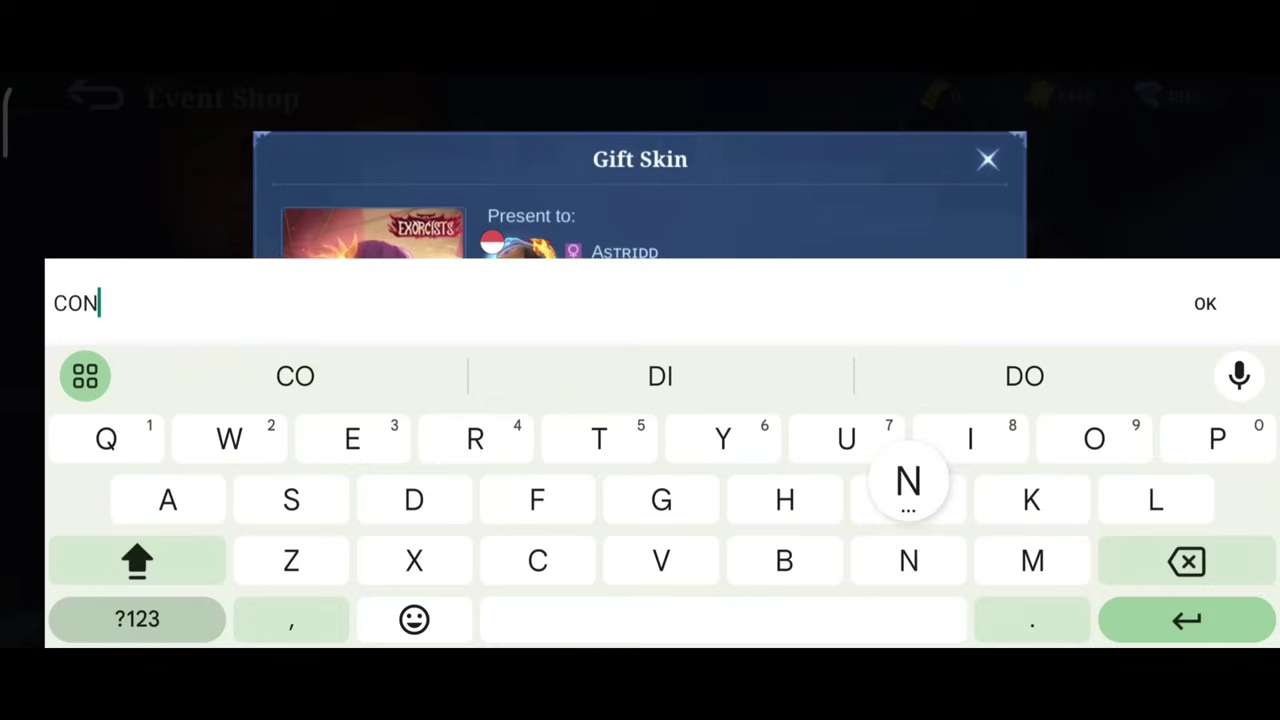 Event Shop
Gift Skin
EXORCISTS
Present to:
ASTRIDD
CON
OK
CO DI DO
Q 1 W 2 E 3 R 4 T 5 Y 6 U 7 I 8 O 9 P 0
A S D F G H N ... K L
Z X C V B N M
?123 , .